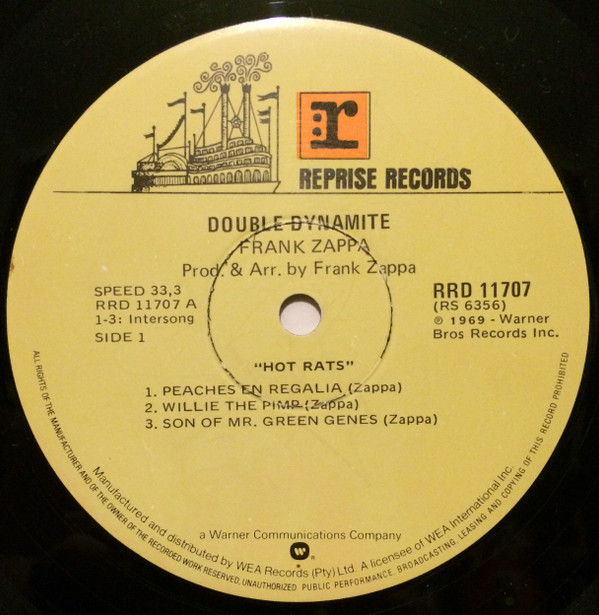 r:
REPRISE RECORDS
DOUBLE DYNAMITE
FRANK ZAPPA
Prod. & Arr. by Frank Zappa
SPEED 33,3
RRD 11707 A
1-3: Intersong
SIDE 1
RRD 11707
(RS 6356)
℗ 1969 - Warner
Bros Records Inc.
"HOT RATS"
1. PEACHES EN REGALIA (Zappa)
2. WILLIE THE PIMP (Zappa)
3. SON OF MR. GREEN GENES (Zappa)
a Warner Communications Company
W
Manufactured and distributed by WEA Records (Pty) Ltd. A licensee of WEA International Inc.
ALL RIGHTS OF THE MANUFACTURER AND OF THE OWNER OF THE RECORDED WORK RESERVED. UNAUTHORIZED PUBLIC PERFORMANCE BROADCASTING, LEASING AND COPYING OF THIS RECORD PROHIBITED